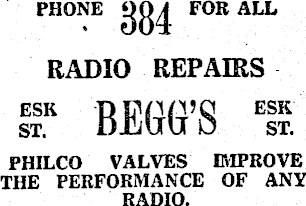 PHONE 384 FOR ALL
RADIO REPAIRS
ESK ST. BEGG'S ESK ST.
PHILCO VALVES IMPROVE
THE PERFORMANCE OF ANY
RADIO.